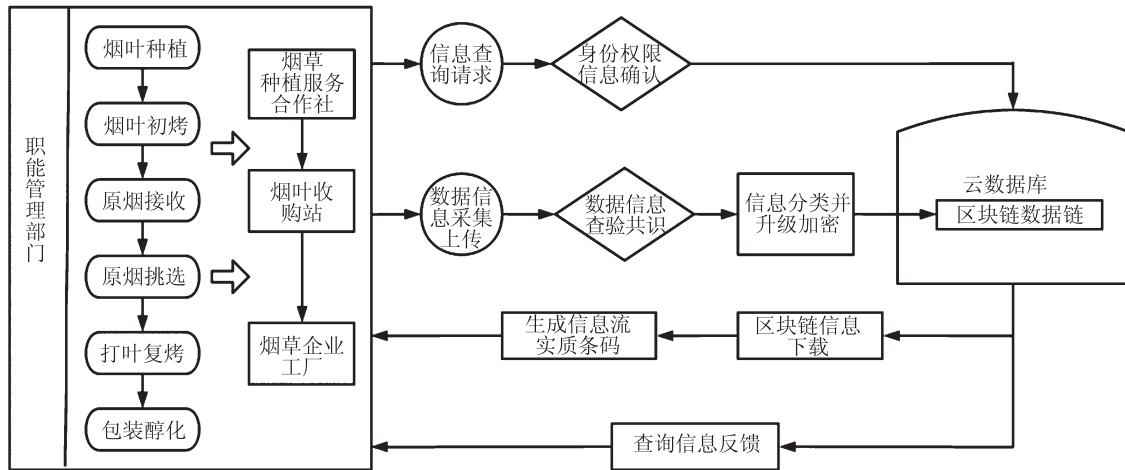 职能管理部门
烟叶种植
烟叶初烤
原烟接收
原烟挑选
打叶复烤
包装醇化
烟草
种植服务
合作社
烟叶收
购站
烟草企业
工厂
信息查
询请求
身份权限
信息确认
数据信
息采集
上传
数据信息
查验共识
信息分类并
升级加密
云数据库
区块链数据链
生成信息流
实质条码
区块链信息
下载
查询信息反馈